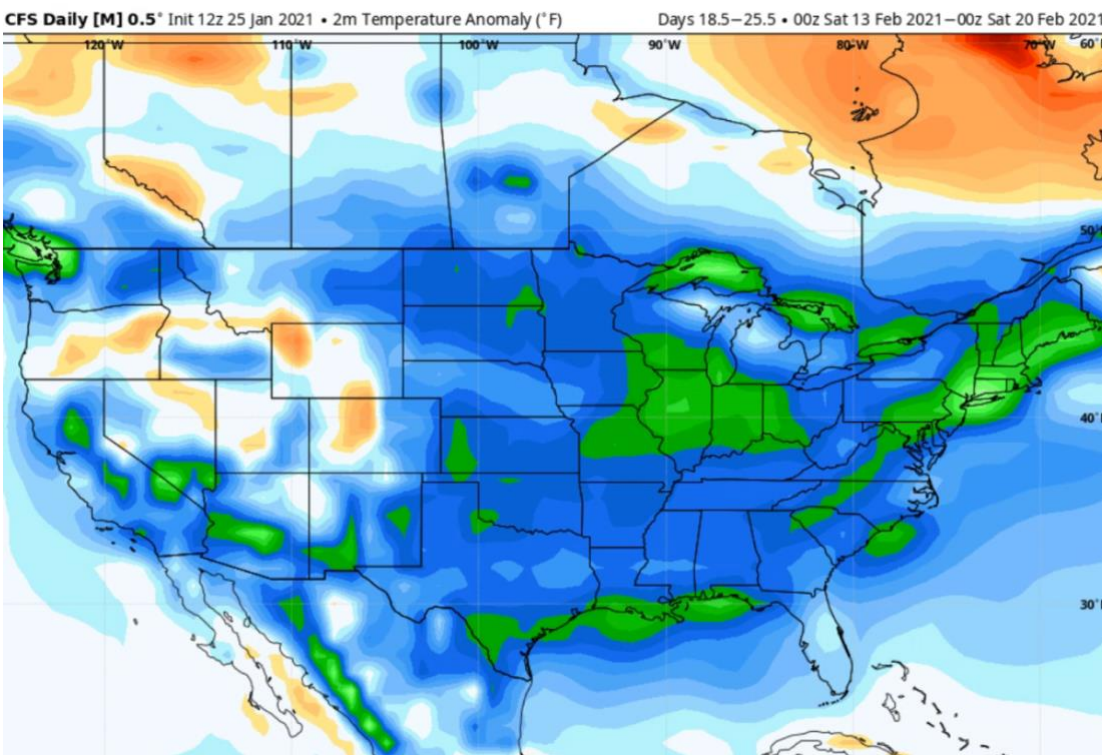 CFS Daily [M] 0.5° Init 12z 25 Jan 2021 • 2m Temperature Anomaly (°F) Days 18.5−25.5 • 00z Sat 13 Feb 2021−00z Sat 20 Feb 2021
120°W 110°W 100°W 90°W 80°W 70°W 60°
50°
40°
30°